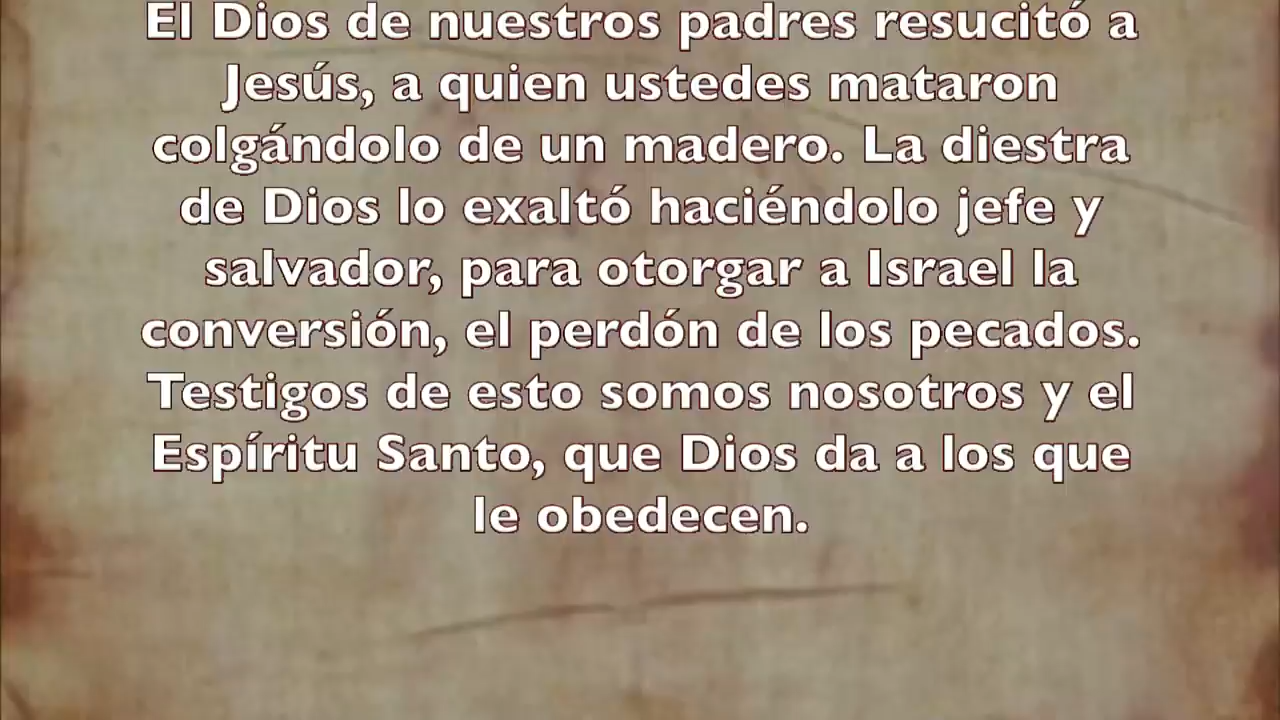 El Dios de nuestros padres resucitó a
Jesús, a quien ustedes mataron
colgándolo de un madero. La diestra
de Dios lo exaltó haciéndolo jefe y
salvador, para otorgar a Israel la
conversión, el perdón de los pecados.
Testigos de esto somos nosotros y el
Espíritu Santo, que Dios da a los que
le obedecen.